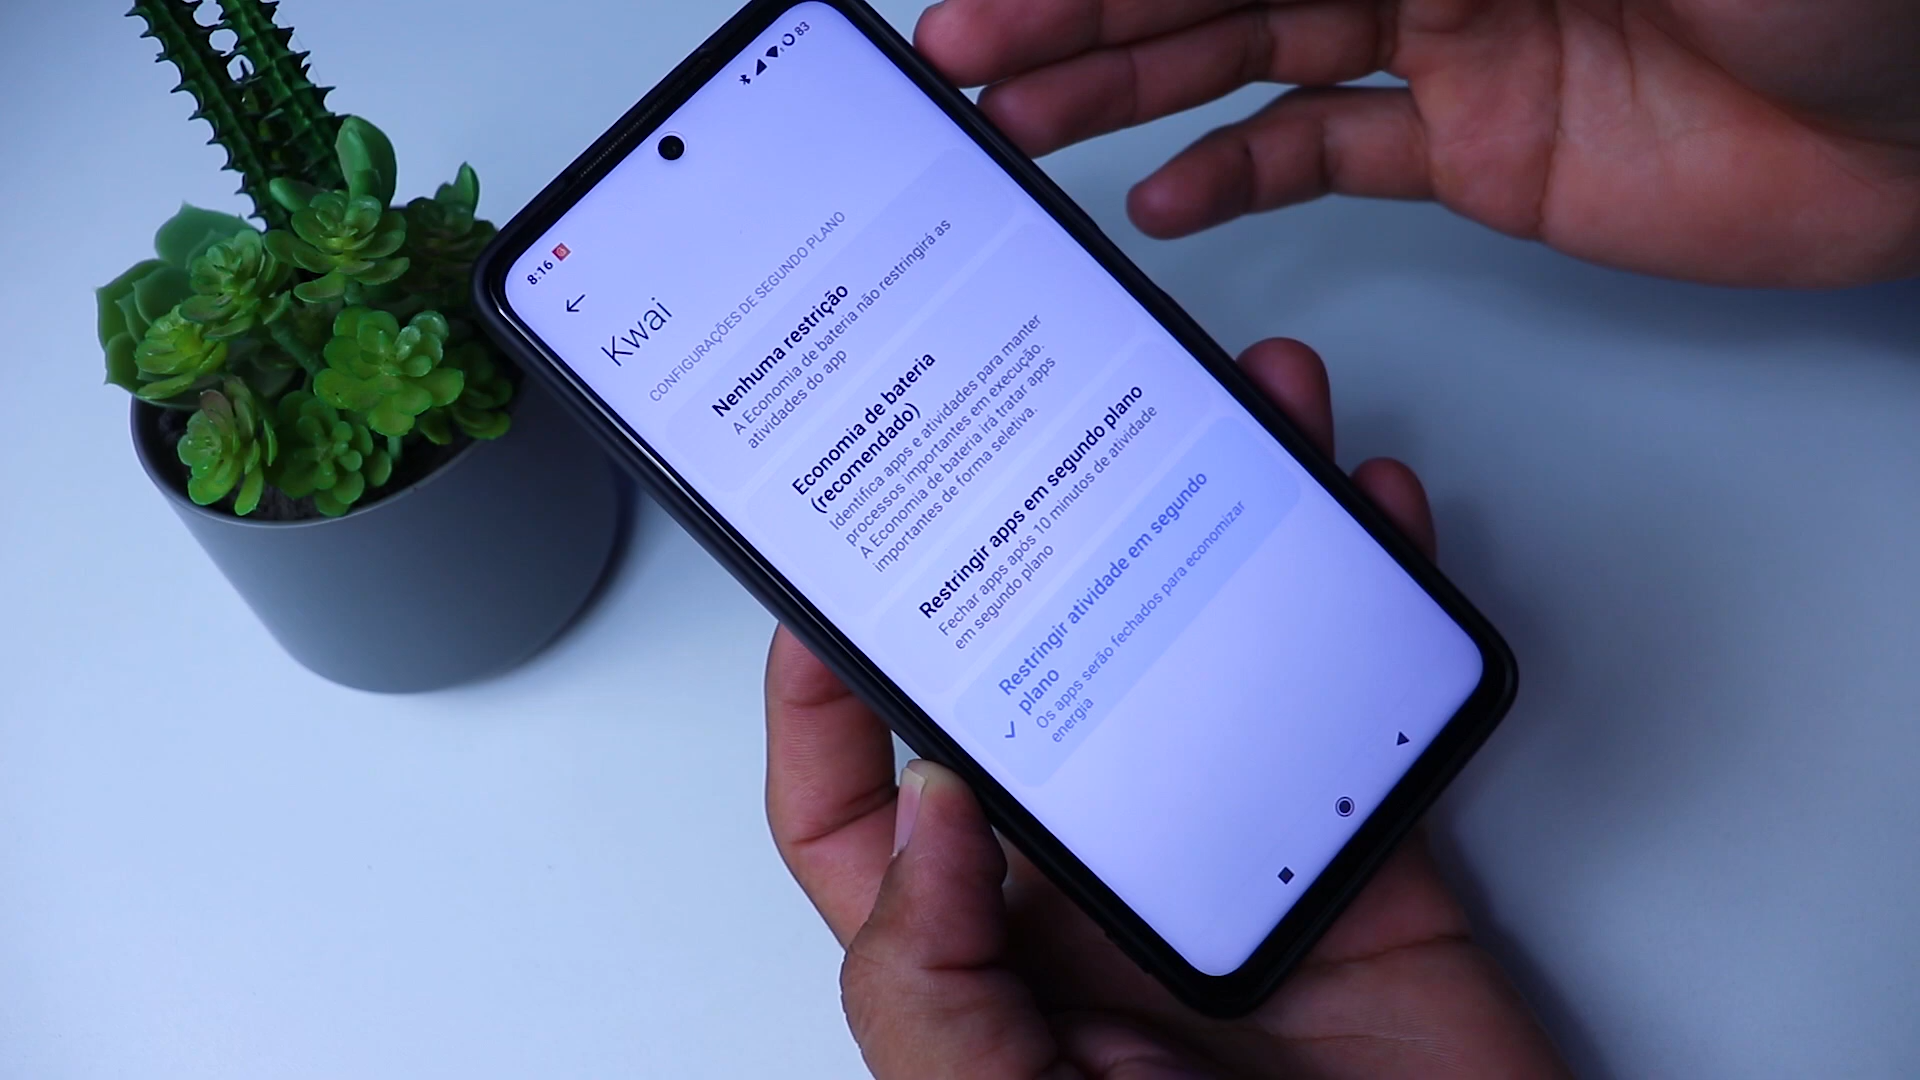 8:16
83
Kwai
CONFIGURAÇÕES DE SEGUNDO PLANO
Nenhuma restrição
A Economia de bateria não restringirá as
atividades do app
Economia de bateria
(recomendado)
Identifica apps e atividades para manter
processos importantes em execução.
A Economia de bateria irá tratar apps
importantes de forma seletiva.
Restringir apps em segundo plano
Fechar apps após 10 minutos de atividade
em segundo plano
Restringir atividade em segundo
plano
Os apps serão fechados para economizar
energia